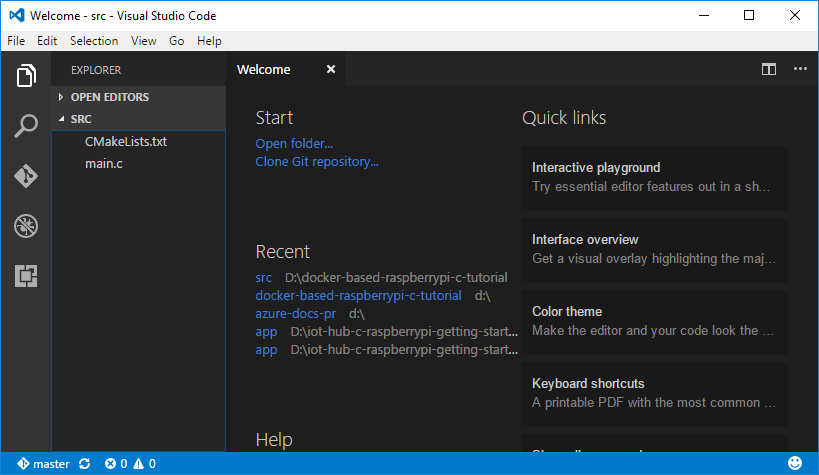 Welcome - src - Visual Studio Code
File Edit Selection View Go Help
EXPLORER
OPEN EDITORS
SRC
CMakeLists.txt
main.c
Welcome
Start
Open folder...
Clone Git repository...
Recent
src D:\docker-based-raspberrypi-c-tutorial
docker-based-raspberrypi-c-tutorial d:\
azure-docs-pr d:\
app D:\iot-hub-c-raspberrypi-getting-start...
app D:\iot-hub-c-raspberrypi-getting-start...
Help
Quick links
Interactive playground
Try essential editor features out in a sh...
Interface overview
Get a visual overlay highlighting the maj...
Color theme
Make the editor and your code look the ...
Keyboard shortcuts
A printable PDF with the most common ...
master 0 0